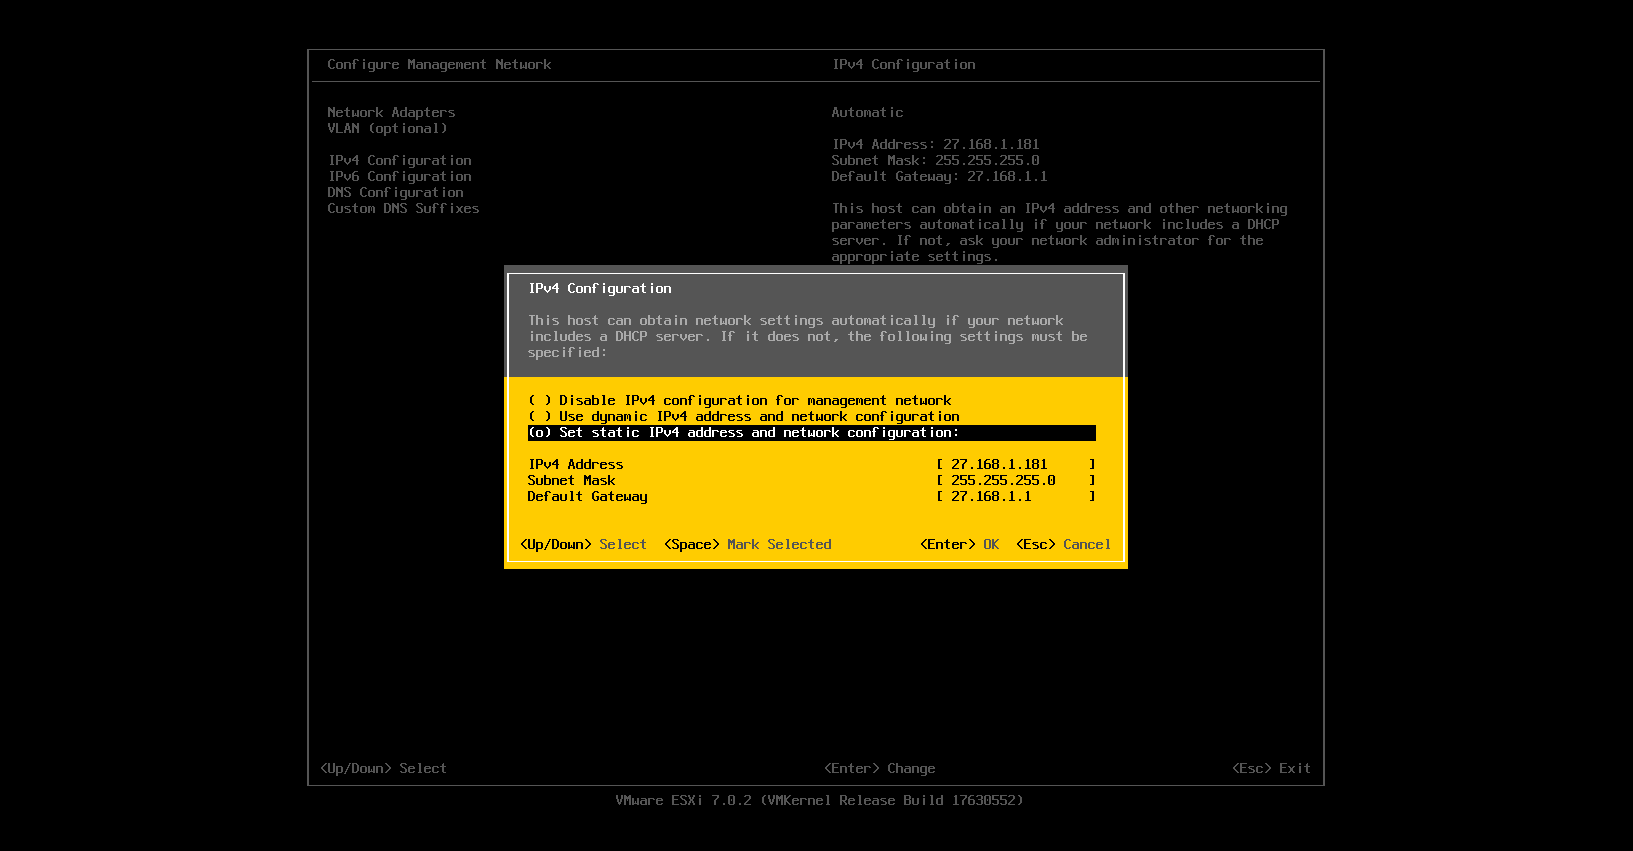 Configure Management Network IPv4 Configuration
Network Adapters
VLAN (optional)
IPv4 Configuration
IPv6 Configuration
DNS Configuration
Custom DNS Suffixes
Automatic
IPv4 Address: 27.168.1.181
Subnet Mask: 255.255.255.0
Default Gateway: 27.168.1.1
This host can obtain an IPv4 address and other networking
parameters automatically if your network includes a DHCP
server. If not, ask your network administrator for the
appropriate settings.
IPv4 Configuration
This host can obtain network settings automatically if your network
includes a DHCP server. If it does not, the following settings must be
specified:
( ) Disable IPv4 configuration for management network
( ) Use dynamic IPv4 address and network configuration
(o) Set static IPv4 address and network configuration:
IPv4 Address [ 27.168.1.181 ]
Subnet Mask [ 255.255.255.0 ]
Default Gateway [ 27.168.1.1 ]
<Up/Down> Select <Space> Mark Selected <Enter> OK <Esc> Cancel
<Up/Down> Select <Enter> Change <Esc> Exit
VMware ESXi 7.0.2 (VMKernel Release Build 17630552)